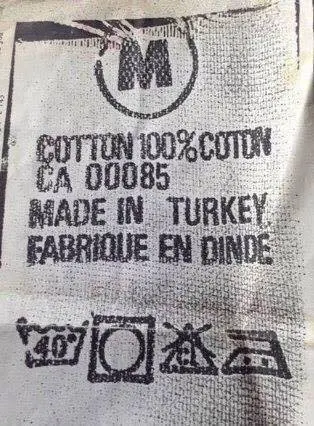 M
COTTON 100% COTON
CA 00085
MADE IN TURKEY
FABRIQUE EN DINDE
40°